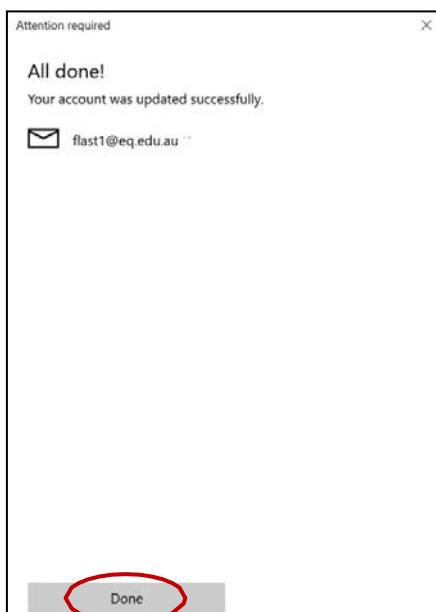 Attention required
All done!
Your account was updated successfully.
flast1@eq.edu.au
Done